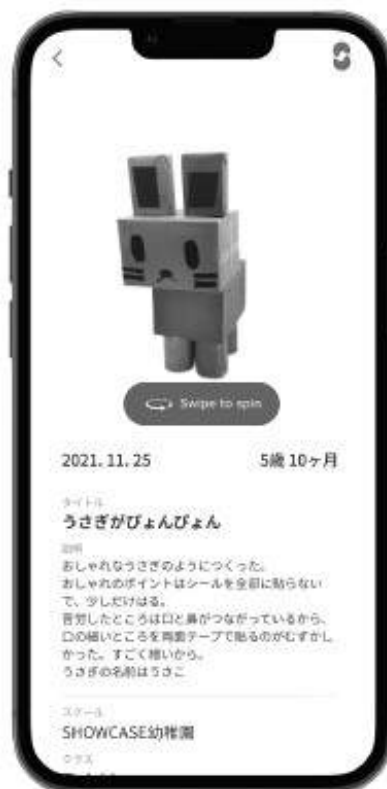 Swipe to spin
2021.11.25
5歳 10ヶ月
タイトル
うさぎがぴょんぴょん
説明
おしゃれなうさぎのようにつくった。
おしゃれのポイントはシールを全部に貼らない
で、少しだけはる。
苦労したところは口と鼻がつながっているから、
口の細いところを両面テープで貼るのがむずかし
かった。すごく細いから。
うさぎの名前はうさこ
スクール
SHOWCASE幼稚園
クラス